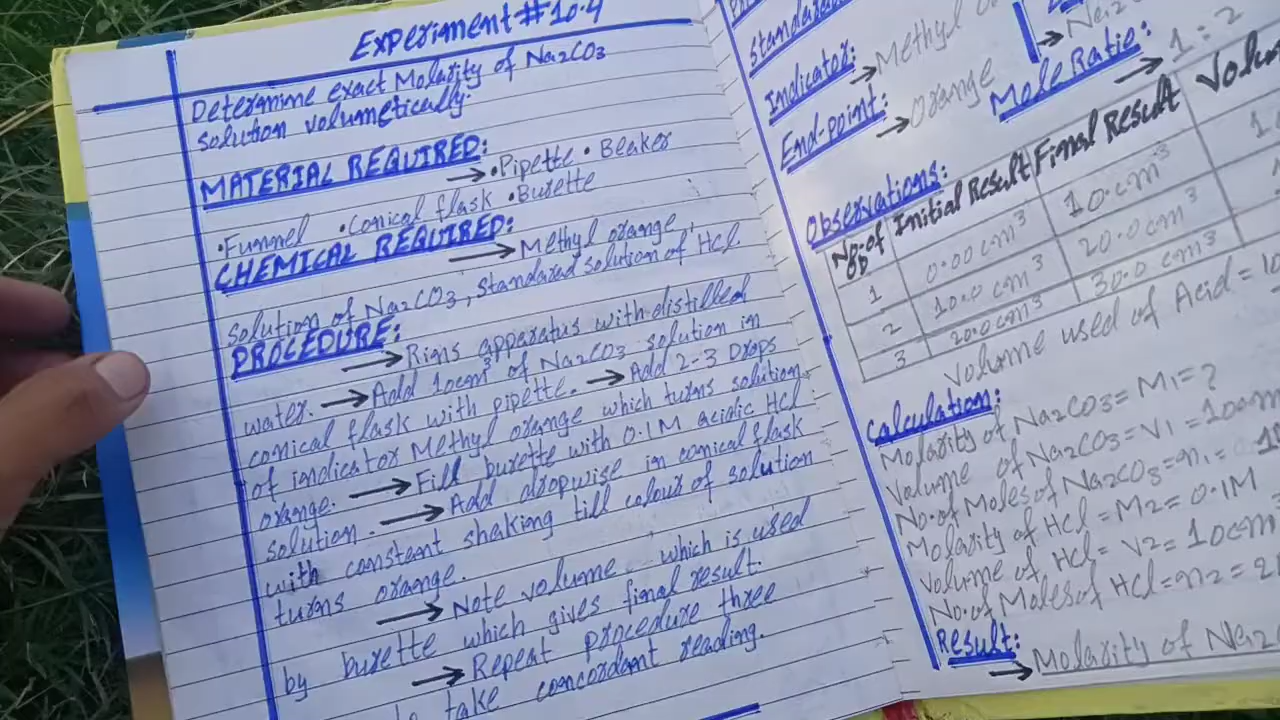 Experiment #10.4
Determine exact Molarity of Na2CO3
solution volumetically.
MATERIAL REQUIRED:
→ •Pipette •Beaker
•Funnel •Conical flask •Burette
CHEMICAL REQUIRED:
→ Methyl orange,
solution of Na2CO3, standard solution of Hcl.
PROCEDURE:
→ Rins apparatus with distilled
water. → Add 10cm³ of Na2CO3 solution in
conical flask with pipette. → Add 2-3 Drops
of indicator Methyl orange which turns solution
orange. → Fill burette with 0.1M acidic Hcl
solution. → Add dropwise in conical flask
with constant shaking till colour of solution
turns orange.
→ Note volume which is used
by burette which gives final result.
→ Repeat procedure three
take concordant reading.
Indicator:
→ Methyl
End-point:
→ Orange
→ Na2
Mole Ratio:
→ 1:2
Observations:
No. of Initial Result Final Result
1 0.00 cm³ 10.cm³
2 10.0 cm³ 20.0 cm³
3 20.0 cm³ 30.0 cm³
Volume used of Acid = 10
Calculation:
Molarity of Na2CO3 = M1 = ?
Volume of Na2CO3 = V1 = 10cm
No. of Moles of Na2CO3 = n1 =
Molarity of HCl = M2 = 0.1M
Volume of HCl = V2 = 10cm
No. of Moles of HCl = n2 = 2
Result:
→ Molarity of Na2